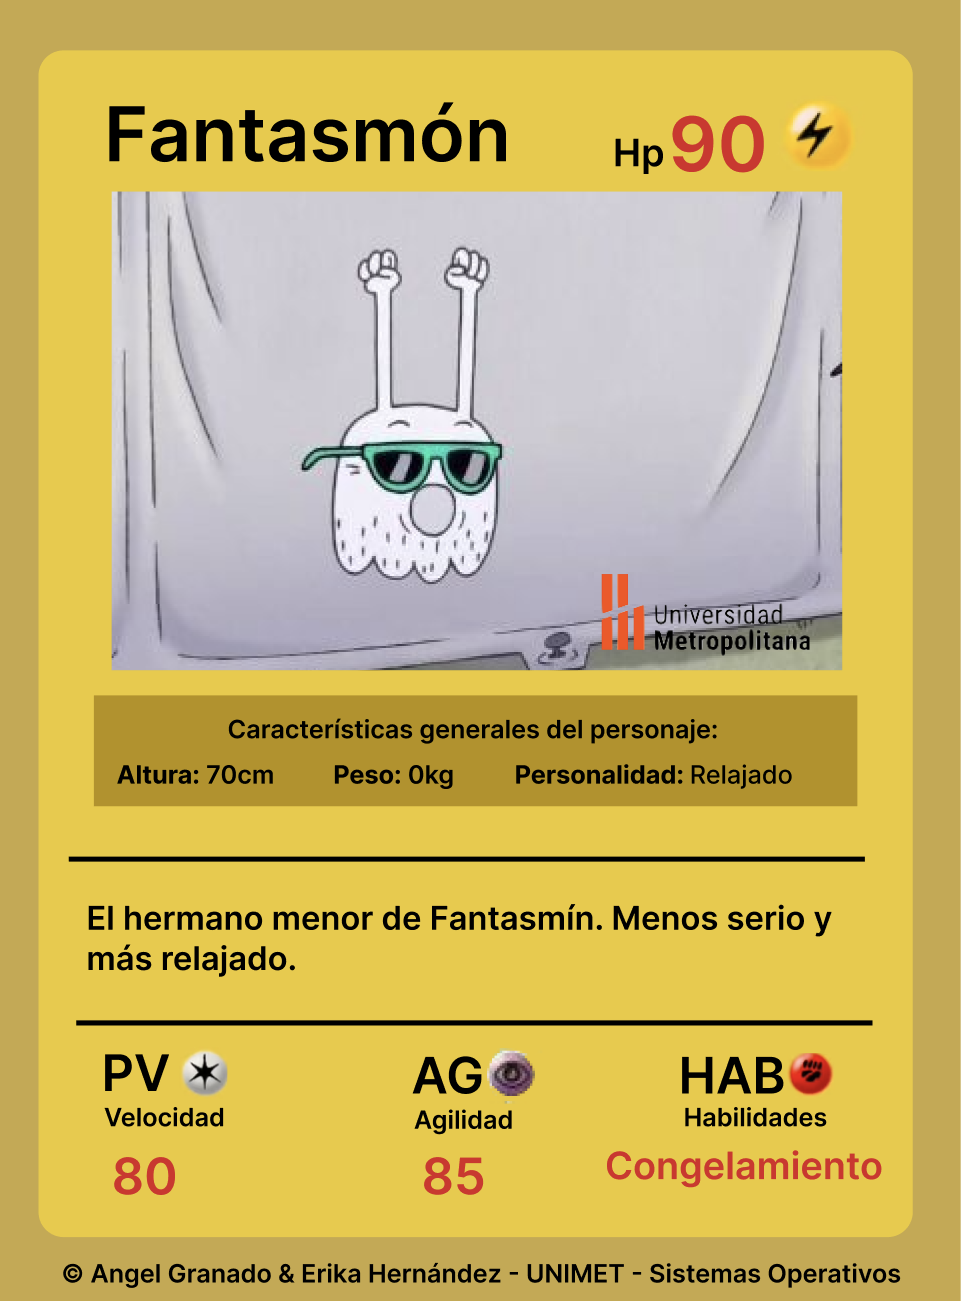 Fantasmón
Hp 90
Universidad
Metropolitana
Características generales del personaje:
Altura: 70cm Peso: 0kg Personalidad: Relajado
El hermano menor de Fantasmín. Menos serio y
más relajado.
PV AG HAB
Velocidad Agilidad Habilidades
80 85 Congelamiento
© Angel Granado & Erika Hernández - UNIMET - Sistemas Operativos